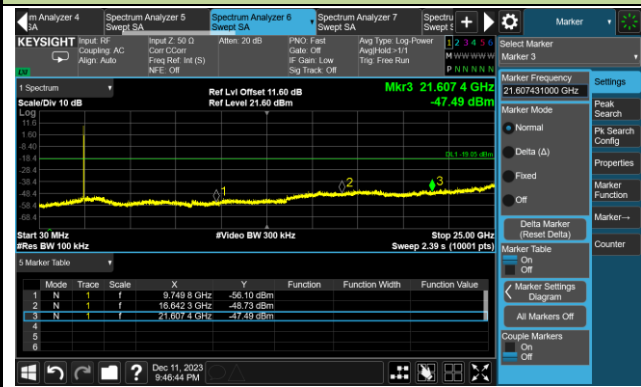 m Analyzer 4
SA
Spectrum Analyzer 5
Swept SA
Spectrum Analyzer 6
Swept SA
Spectrum Analyzer 7
Swept SA
Spectru
Swept S
Marker
KEYSIGHT
Input: RF
Coupling: AC
Align: Auto
Input Z: 50 Ω
Corr CCorr
Freq Ref: Int (S)
NFE: Off
Atten: 20 dB
PNO: Fast
Gate: Off
IF Gain: Low
Sig Track: Off
Avg Type: Log-Power
Avg|Hold:>1/1
Trig: Free Run
1 2 3 4 5 6
M W W W W W
P N N N N N
LVI
Select Marker
Marker 3
1 Spectrum
Scale/Div 10 dB
Ref Lvl Offset 11.60 dB
Ref Level 21.60 dBm
Mkr3 21.607 4 GHz
-47.49 dBm
Log
11.6
1.60
-8.40
-18.4
-28.4
-38.4
-48.4
-58.4
-68.4
DL1 -19.05 dBm
1
2
3
Start 30 MHz
#Res BW 100 kHz
#Video BW 300 kHz
Stop 25.00 GHz
Sweep 2.39 s (10001 pts)
5 Marker Table
Mode Trace Scale X Y Function Function Width Function Value
1 N 1 f 9.749 8 GHz -56.10 dBm
2 N 1 f 16.642 3 GHz -48.73 dBm
3 N 1 f 21.607 4 GHz -47.49 dBm
4
5
6
Marker Frequency
21.607431000 GHz
Marker Mode
Normal
Delta (Δ)
Fixed
Off
Delta Marker
(Reset Delta)
Marker Table
On
Off
Marker Settings
Diagram
All Markers Off
Couple Markers
On
Off
Settings
Peak
Search
Pk Search
Config
Properties
Marker
Function
Marker→
Counter
?
Dec 11, 2023
9:46:44 PM